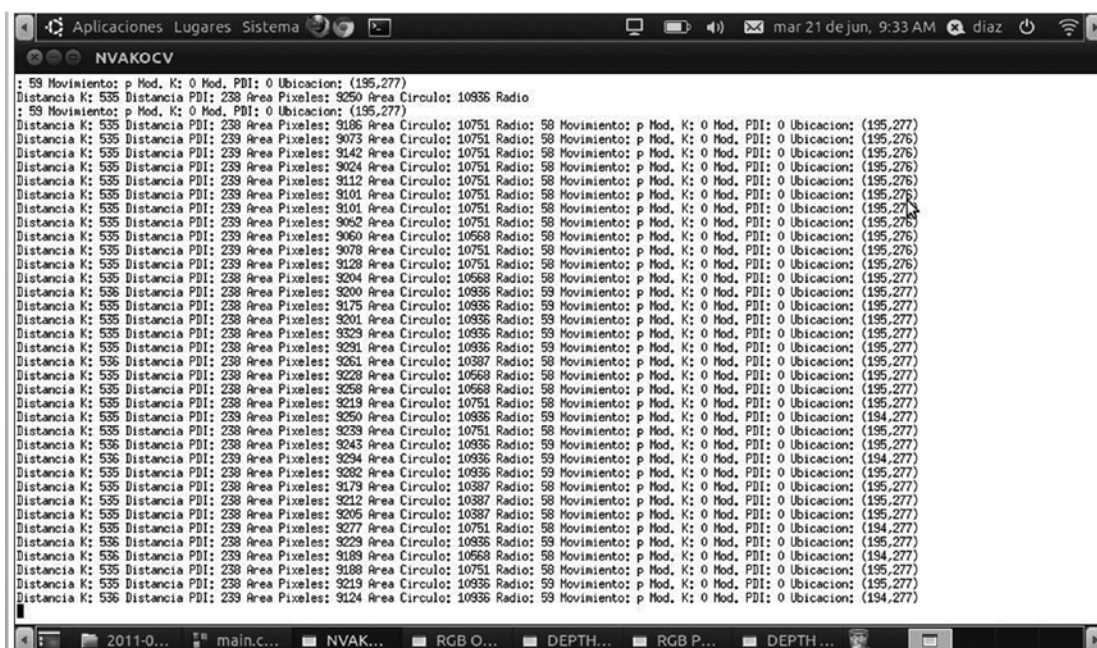 Aplicaciones Lugares Sistema mar 21 de jun, 9:33 AM diaz
NVAKOCV
: 59 Movimiento: p Mod. K: 0 Mod. PDI: 0 Ubicacion: (195,277)
Distancia K: 535 Distancia PDI: 238 Area Pixeles: 9250 Area Circulo: 10936 Radio
: 59 Movimiento: p Mod. K: 0 Mod. PDI: 0 Ubicacion: (195,277)
Distancia K: 535 Distancia PDI: 238 Area Pixeles: 9186 Area Circulo: 10751 Radio: 58 Movimiento: p Mod. K: 0 Mod. PDI: 0 Ubicacion: (195,277)
Distancia K: 535 Distancia PDI: 239 Area Pixeles: 9073 Area Circulo: 10751 Radio: 58 Movimiento: p Mod. K: 0 Mod. PDI: 0 Ubicacion: (195,276)
Distancia K: 535 Distancia PDI: 239 Area Pixeles: 9142 Area Circulo: 10751 Radio: 58 Movimiento: p Mod. K: 0 Mod. PDI: 0 Ubicacion: (195,276)
Distancia K: 535 Distancia PDI: 239 Area Pixeles: 9024 Area Circulo: 10751 Radio: 58 Movimiento: p Mod. K: 0 Mod. PDI: 0 Ubicacion: (195,276)
Distancia K: 535 Distancia PDI: 239 Area Pixeles: 9112 Area Circulo: 10751 Radio: 58 Movimiento: p Mod. K: 0 Mod. PDI: 0 Ubicacion: (195,276)
Distancia K: 535 Distancia PDI: 239 Area Pixeles: 9101 Area Circulo: 10751 Radio: 58 Movimiento: p Mod. K: 0 Mod. PDI: 0 Ubicacion: (195,276)
Distancia K: 535 Distancia PDI: 239 Area Pixeles: 9101 Area Circulo: 10751 Radio: 58 Movimiento: p Mod. K: 0 Mod. PDI: 0 Ubicacion:
Distancia K: 535 Distancia PDI: 239 Area Pixeles: 9052 Area Circulo: 10751 Radio: 58 Movimiento: p Mod. K: 0 Mod. PDI: 0 Ubicacion: (195,276)
Distancia K: 535 Distancia PDI: 239 Area Pixeles: 9060 Area Circulo: 10568 Radio: 58 Movimiento: p Mod. K: 0 Mod. PDI: 0 Ubicacion: (195,276)
Distancia K: 535 Distancia PDI: 239 Area Pixeles: 9078 Area Circulo: 10751 Radio: 58 Movimiento: p Mod. K: 0 Mod. PDI: 0 Ubicacion: (195,276)
Distancia K: 535 Distancia PDI: 239 Area Pixeles: 9128 Area Circulo: 10751 Radio: 58 Movimiento: p Mod. K: 0 Mod. PDI: 0 Ubicacion: (195,276)
Distancia K: 535 Distancia PDI: 238 Area Pixeles: 9204 Area Circulo: 10568 Radio: 58 Movimiento: p Mod. K: 0 Mod. PDI: 0 Ubicacion: (195,277)
Distancia K: 536 Distancia PDI: 238 Area Pixeles: 9200 Area Circulo: 10936 Radio: 59 Movimiento: p Mod. K: 0 Mod. PDI: 0 Ubicacion: (195,277)
Distancia K: 535 Distancia PDI: 238 Area Pixeles: 9175 Area Circulo: 10936 Radio: 59 Movimiento: p Mod. K: 0 Mod. PDI: 0 Ubicacion: (195,277)
Distancia K: 535 Distancia PDI: 238 Area Pixeles: 9201 Area Circulo: 10936 Radio: 59 Movimiento: p Mod. K: 0 Mod. PDI: 0 Ubicacion: (195,277)
Distancia K: 535 Distancia PDI: 238 Area Pixeles: 9329 Area Circulo: 10936 Radio: 59 Movimiento: p Mod. K: 0 Mod. PDI: 0 Ubicacion: (195,277)
Distancia K: 535 Distancia PDI: 238 Area Pixeles: 9291 Area Circulo: 10936 Radio: 59 Movimiento: p Mod. K: 0 Mod. PDI: 0 Ubicacion: (195,277)
Distancia K: 536 Distancia PDI: 238 Area Pixeles: 9261 Area Circulo: 10387 Radio: 58 Movimiento: p Mod. K: 0 Mod. PDI: 0 Ubicacion: (195,277)
Distancia K: 535 Distancia PDI: 238 Area Pixeles: 9228 Area Circulo: 10568 Radio: 58 Movimiento: p Mod. K: 0 Mod. PDI: 0 Ubicacion: (195,277)
Distancia K: 535 Distancia PDI: 238 Area Pixeles: 9258 Area Circulo: 10568 Radio: 58 Movimiento: p Mod. K: 0 Mod. PDI: 0 Ubicacion: (195,277)
Distancia K: 535 Distancia PDI: 238 Area Pixeles: 9219 Area Circulo: 10751 Radio: 58 Movimiento: p Mod. K: 0 Mod. PDI: 0 Ubicacion: (195,277)
Distancia K: 535 Distancia PDI: 239 Area Pixeles: 9250 Area Circulo: 10936 Radio: 59 Movimiento: p Mod. K: 0 Mod. PDI: 0 Ubicacion: (194,277)
Distancia K: 535 Distancia PDI: 238 Area Pixeles: 9239 Area Circulo: 10751 Radio: 58 Movimiento: p Mod. K: 0 Mod. PDI: 0 Ubicacion: (195,277)
Distancia K: 536 Distancia PDI: 238 Area Pixeles: 9243 Area Circulo: 10936 Radio: 59 Movimiento: p Mod. K: 0 Mod. PDI: 0 Ubicacion: (195,277)
Distancia K: 536 Distancia PDI: 239 Area Pixeles: 9294 Area Circulo: 10936 Radio: 59 Movimiento: p Mod. K: 0 Mod. PDI: 0 Ubicacion: (194,277)
Distancia K: 535 Distancia PDI: 238 Area Pixeles: 9282 Area Circulo: 10936 Radio: 59 Movimiento: p Mod. K: 0 Mod. PDI: 0 Ubicacion: (195,277)
Distancia K: 535 Distancia PDI: 238 Area Pixeles: 9179 Area Circulo: 10387 Radio: 58 Movimiento: p Mod. K: 0 Mod. PDI: 0 Ubicacion: (195,277)
Distancia K: 535 Distancia PDI: 238 Area Pixeles: 9212 Area Circulo: 10387 Radio: 58 Movimiento: p Mod. K: 0 Mod. PDI: 0 Ubicacion: (195,277)
Distancia K: 535 Distancia PDI: 238 Area Pixeles: 9205 Area Circulo: 10387 Radio: 58 Movimiento: p Mod. K: 0 Mod. PDI: 0 Ubicacion: (195,277)
Distancia K: 535 Distancia PDI: 239 Area Pixeles: 9277 Area Circulo: 10751 Radio: 58 Movimiento: p Mod. K: 0 Mod. PDI: 0 Ubicacion: (194,277)
Distancia K: 536 Distancia PDI: 238 Area Pixeles: 9229 Area Circulo: 10936 Radio: 59 Movimiento: p Mod. K: 0 Mod. PDI: 0 Ubicacion: (195,277)
Distancia K: 536 Distancia PDI: 239 Area Pixeles: 9189 Area Circulo: 10568 Radio: 58 Movimiento: p Mod. K: 0 Mod. PDI: 0 Ubicacion: (194,277)
Distancia K: 535 Distancia PDI: 238 Area Pixeles: 9188 Area Circulo: 10751 Radio: 58 Movimiento: p Mod. K: 0 Mod. PDI: 0 Ubicacion: (195,277)
Distancia K: 535 Distancia PDI: 238 Area Pixeles: 9219 Area Circulo: 10936 Radio: 59 Movimiento: p Mod. K: 0 Mod. PDI: 0 Ubicacion: (195,277)
Distancia K: 536 Distancia PDI: 239 Area Pixeles: 9124 Area Circulo: 10936 Radio: 59 Movimiento: p Mod. K: 0 Mod. PDI: 0 Ubicacion: (194,277)
2011-0... main.c... NVAK... RGB O... DEPTH... RGB P... DEPTH ...